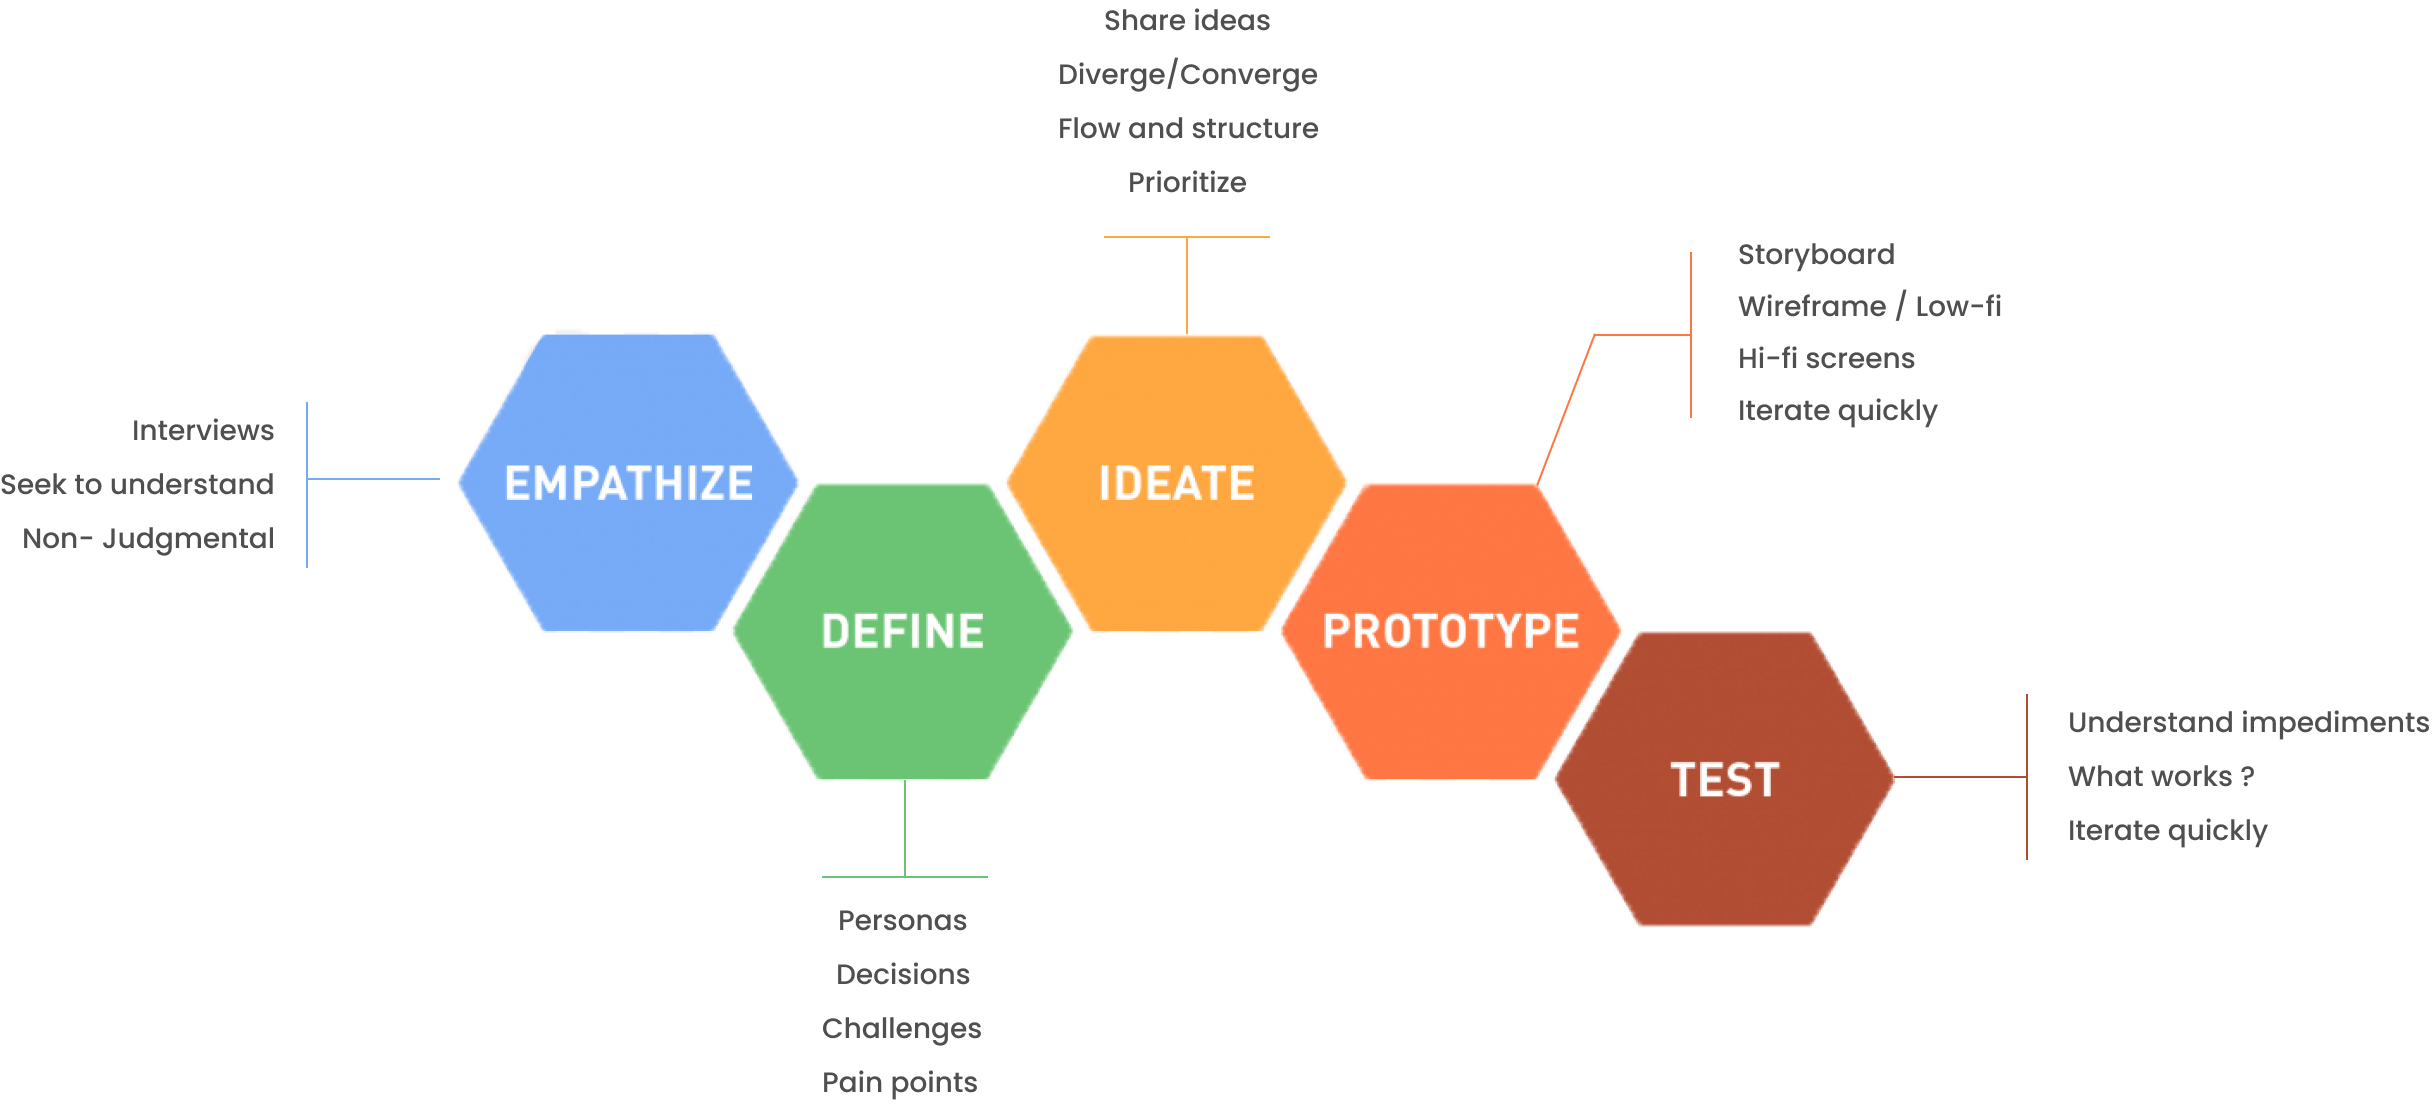 Share ideas
Diverge/Converge
Flow and structure
Prioritize
Storyboard
Wireframe / Low-fi
Hi-fi screens
Iterate quickly
Interviews
Seek to understand
Non- Judgmental
EMPATHIZE
DEFINE
IDEATE
PROTOTYPE
TEST
Understand impediments
What works ?
Iterate quickly
Personas
Decisions
Challenges
Pain points